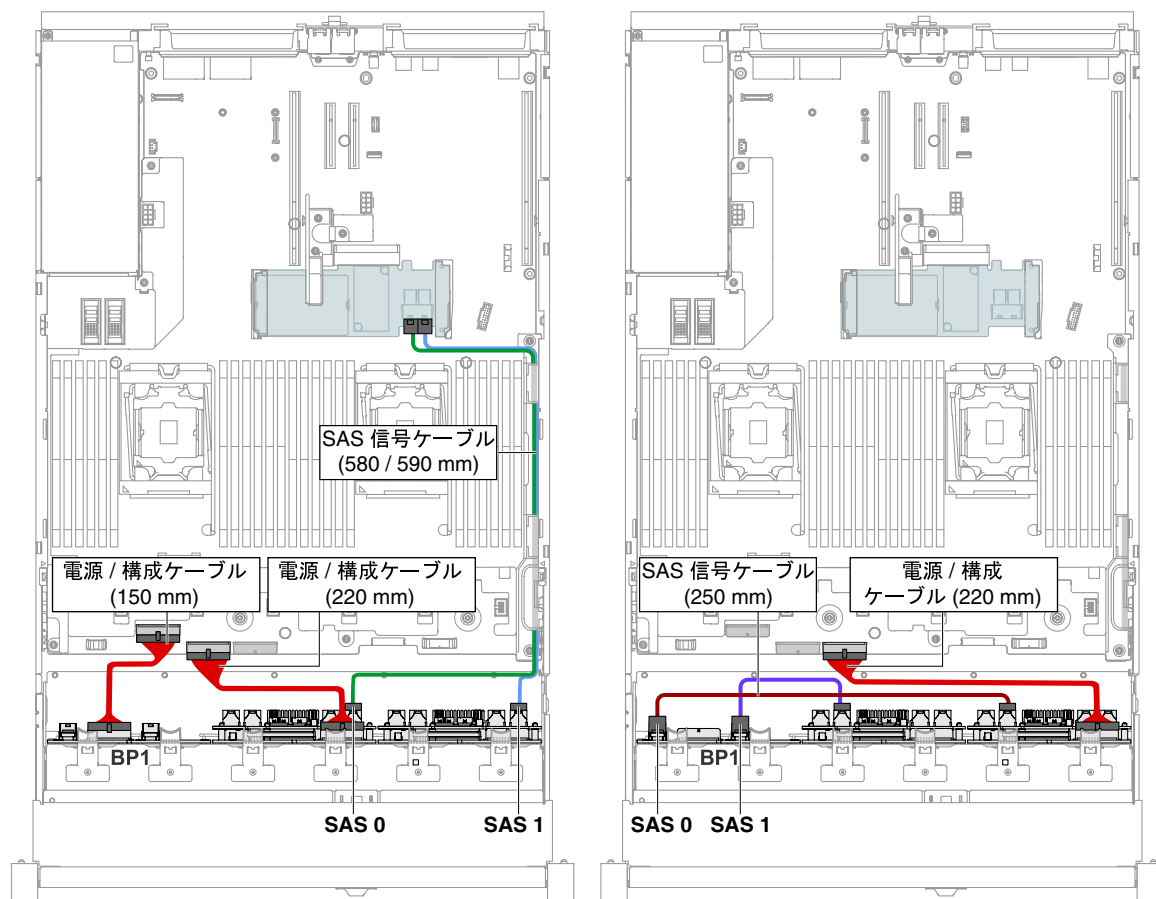 SAS 信号ケーブル
(580 / 590 mm)
電源 / 構成ケーブル
(150 mm)
電源 / 構成ケーブル
(220 mm)
BP1
SAS 0
SAS 1
SAS 信号ケーブル
(250 mm)
電源 / 構成
ケーブル (220 mm)
BP1
SAS 0
SAS 1